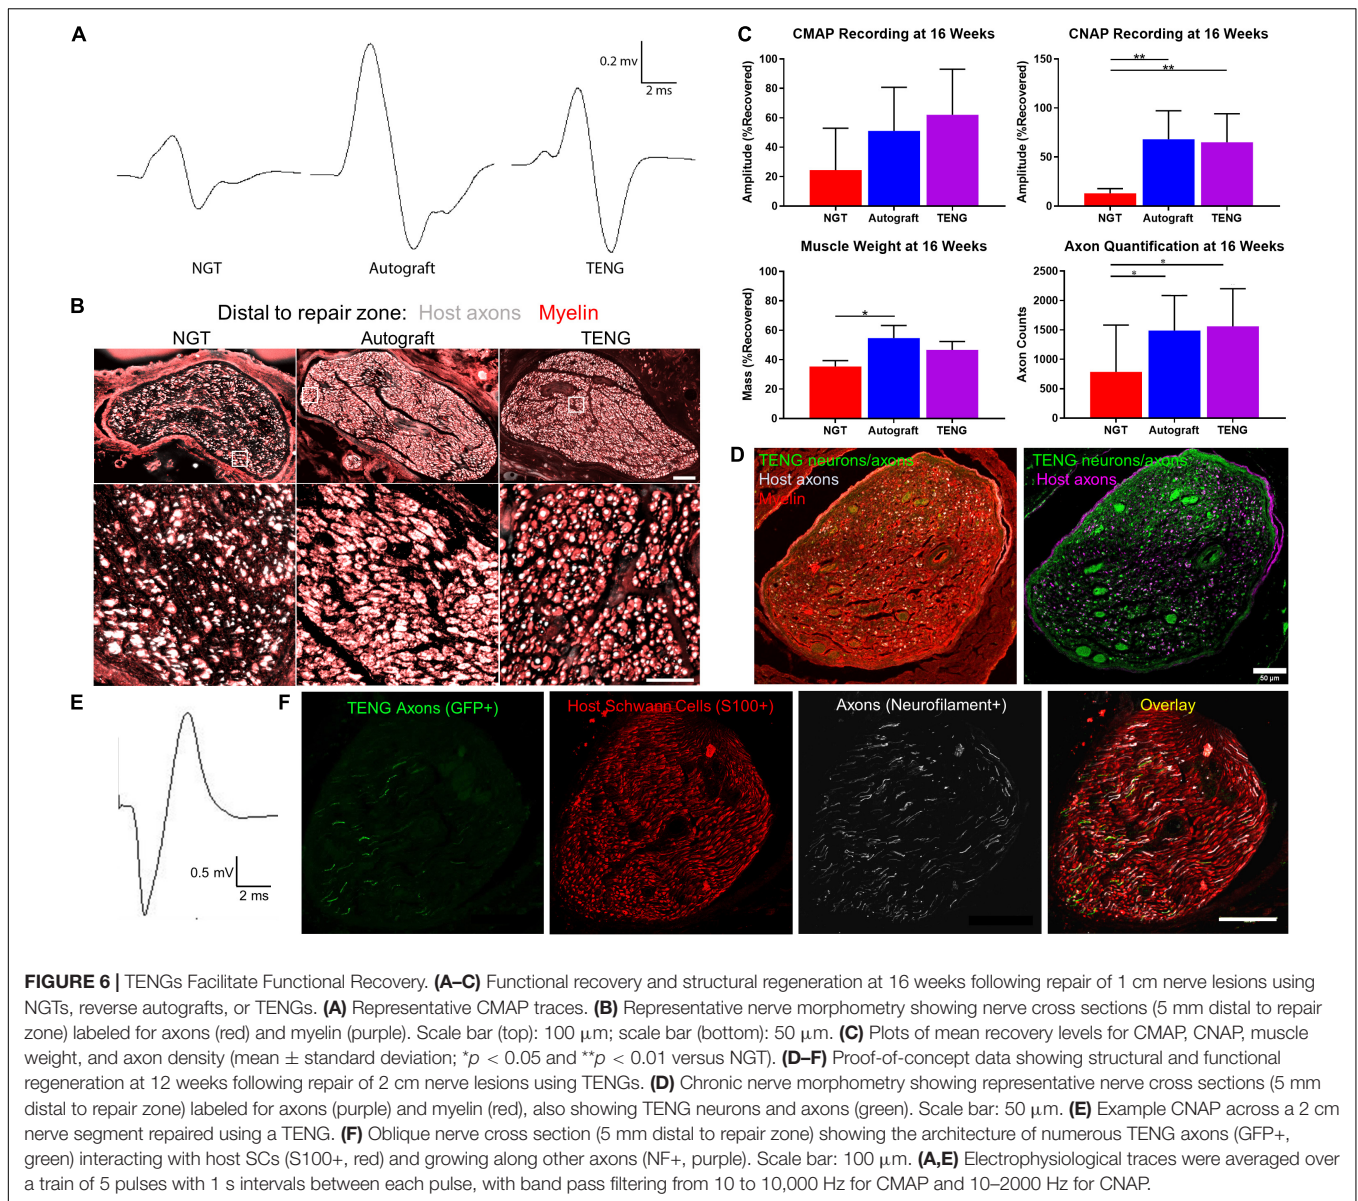 A
0.2 mv
2 ms
NGT
Autograft
TENG
B
Distal to repair zone: Host axons Myelin
NGT
Autograft
TENG
C
CMAP Recording at 16 Weeks
Amplitude (%Recovered)
100
80
60
40
20
0
NGT
Autograft
TENG
CNAP Recording at 16 Weeks
Amplitude (%Recovered)
150
100
50
0
**
**
NGT
Autograft
TENG
Muscle Weight at 16 Weeks
Mass (%Recovered)
100
80
60
40
20
0
*
NGT
Autograft
TENG
Axon Quantification at 16 Weeks
Axon Counts
2500
2000
1500
1000
500
0
*
*
NGT
Autograft
TENG
D
TENG neurons/axons
Host axons
Myelin
TENG neurons/axons
Host axons
50 µm
E
0.5 mV
2 ms
F
TENG Axons (GFP+)
Host Schwann Cells (S100+)
Axons (Neurofilament+)
Overlay
FIGURE 6 | TENGs Facilitate Functional Recovery. (A–C) Functional recovery and structural regeneration at 16 weeks following repair of 1 cm nerve lesions using
NGTs, reverse autografts, or TENGs. (A) Representative CMAP traces. (B) Representative nerve morphometry showing nerve cross sections (5 mm distal to repair
zone) labeled for axons (red) and myelin (purple). Scale bar (top): 100 µm; scale bar (bottom): 50 µm. (C) Plots of mean recovery levels for CMAP, CNAP, muscle
weight, and axon density (mean ± standard deviation; *p < 0.05 and **p < 0.01 versus NGT). (D–F) Proof-of-concept data showing structural and functional
regeneration at 12 weeks following repair of 2 cm nerve lesions using TENGs. (D) Chronic nerve morphometry showing representative nerve cross sections (5 mm
distal to repair zone) labeled for axons (purple) and myelin (red), also showing TENG neurons and axons (green). Scale bar: 50 µm. (E) Example CNAP across a 2 cm
nerve segment repaired using a TENG. (F) Oblique nerve cross section (5 mm distal to repair zone) showing the architecture of numerous TENG axons (GFP+,
green) interacting with host SCs (S100+, red) and growing along other axons (NF+, purple). Scale bar: 100 µm. (A,E) Electrophysiological traces were averaged over
a train of 5 pulses with 1 s intervals between each pulse, with band pass filtering from 10 to 10,000 Hz for CMAP and 10–2000 Hz for CNAP.